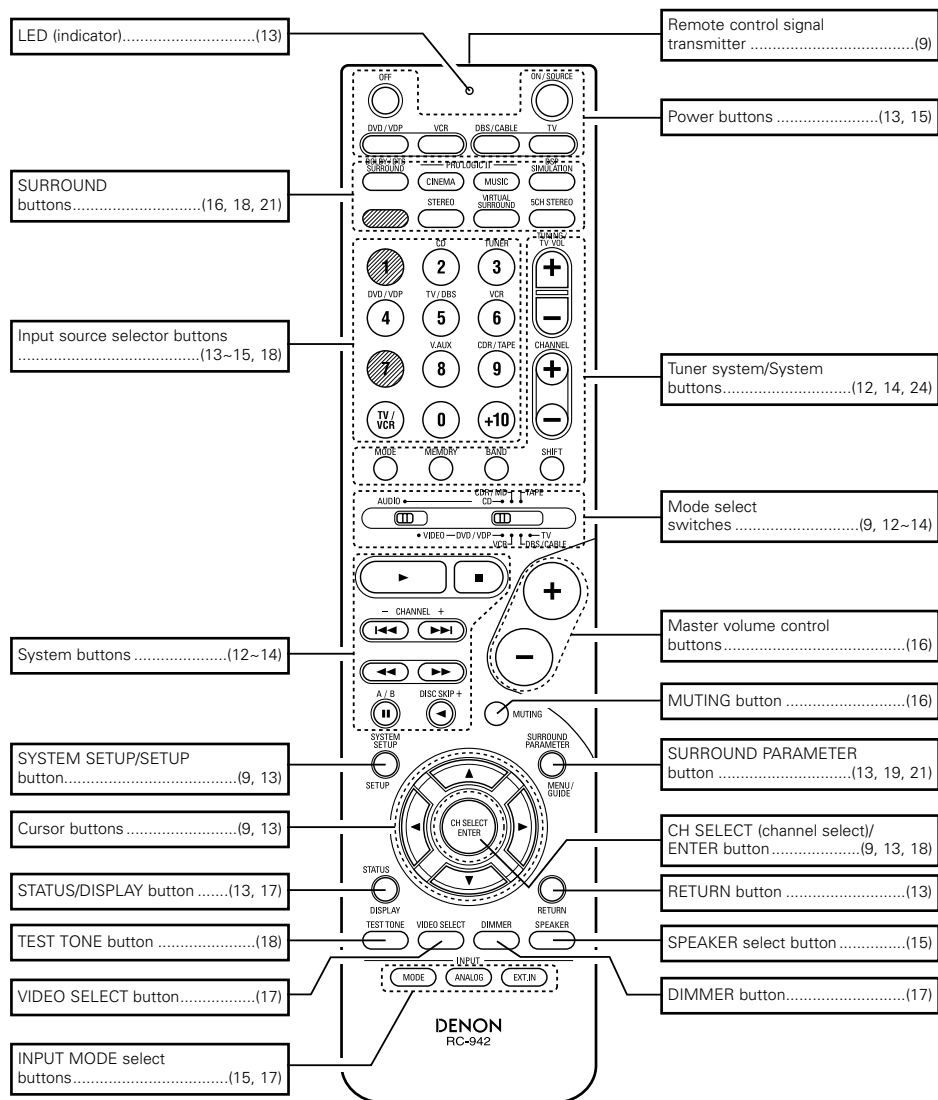 LED (indicator)............................(13)
Remote control signal
transmitter ...................................(9)
Power buttons ......................(13, 15)
SURROUND
buttons...........................(16, 18, 21)
Input source selector buttons
.......................................(13~15, 18)
Tuner system/System
buttons...........................(12, 14, 24)
Mode select
switches ..........................(9, 12~14)
System buttons ....................(12~14)
Master volume control
buttons.......................................(16)
MUTING button .........................(16)
SYSTEM SETUP/SETUP
button.....................................(9, 13)
SURROUND PARAMETER
button ...........................(13, 19, 21)
Cursor buttons ........................(9, 13)
CH SELECT (channel select)/
ENTER button...................(9, 13, 18)
STATUS/DISPLAY button .......(13, 17)
RETURN button .........................(13)
TEST TONE button .....................(18)
SPEAKER select button...............(15)
VIDEO SELECT button................(17)
DIMMER button..........................(17)
INPUT MODE select
buttons..................................(15, 17)
OFF
ON / SOURCE
DVD / VDP
VCR
DBS / CABLE
TV
DOLBY / DTS
SURROUND
PRO LOGIC II
CINEMA
MUSIC
DSP
SIMULATION
STEREO
VIRTUAL
SURROUND
5CH STEREO
CD
TUNER
TUNING /
TV VOL
1
2
3
+
−
DVD / VDP
TV / DBS
VCR
4
5
6
V.AUX
CDR / TAPE
CHANNEL
7
8
9
+
−
TV /
VCR
0
+10
MODE
MEMORY
BAND
SHIFT
CDR / MD
TAPE
AUDIO
CD
VIDEO
DVD / VDP
TV
VCR
DBS / CABLE
− CHANNEL +
+
−
A / B
DISC SKIP +
MUTING
SYSTEM
SETUP
SURROUND
PARAMETER
SETUP
MENU /
GUIDE
CH SELECT
ENTER
STATUS
DISPLAY
RETURN
TEST TONE
VIDEO SELECT
DIMMER
SPEAKER
INPUT
MODE
ANALOG
EXT.IN
DENON
RC-942